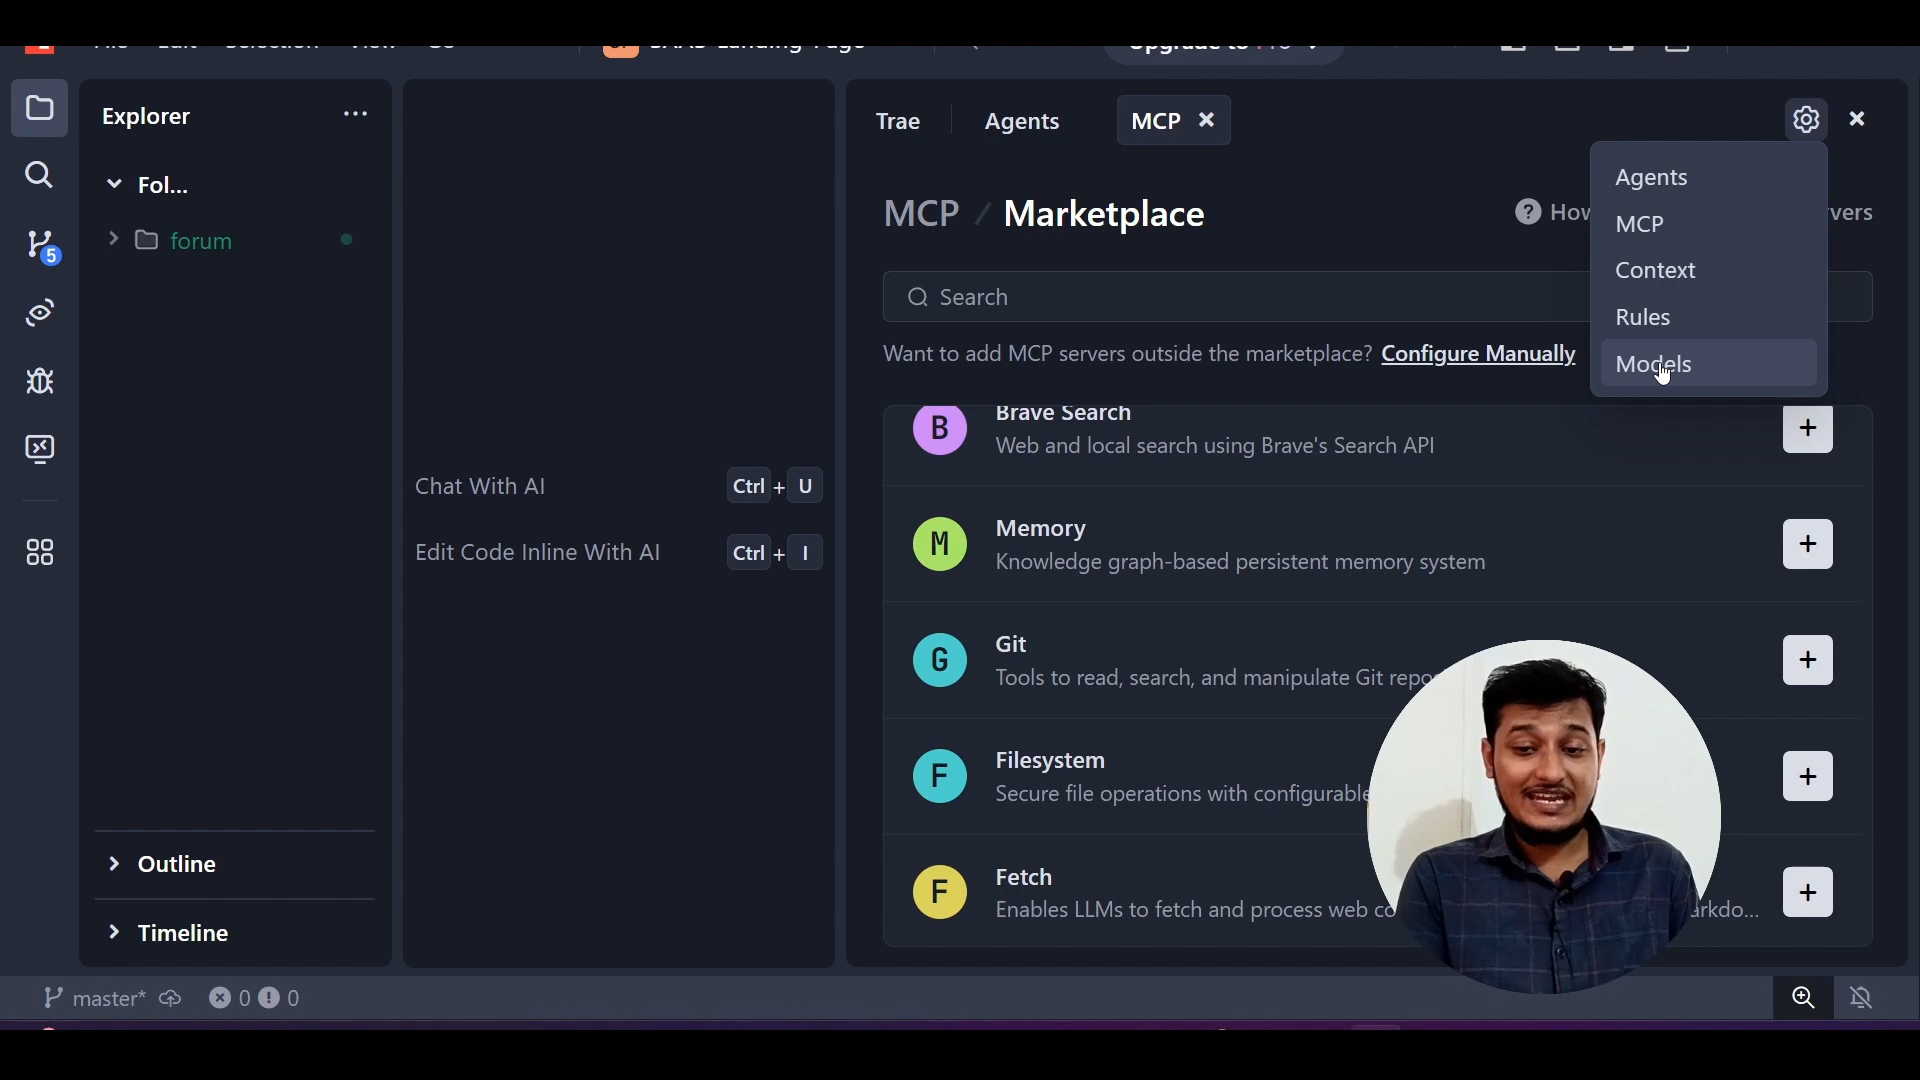 Explorer
Fol...
forum
5
Outline
Timeline
master*
0
0
Chat With AI
Ctrl + U
Edit Code Inline With AI
Ctrl + I
Trae
Agents
MCP
MCP / Marketplace
Search
Want to add MCP servers outside the marketplace? Configure Manually
Agents
MCP
Context
Rules
Models
B
Brave Search
Web and local search using Brave's Search API
+
M
Memory
Knowledge graph-based persistent memory system
+
G
Git
Tools to read, search, and manipulate Git
+
F
Filesystem
Secure file operations with configurable
+
F
Fetch
Enables LLMs to fetch and process web
+